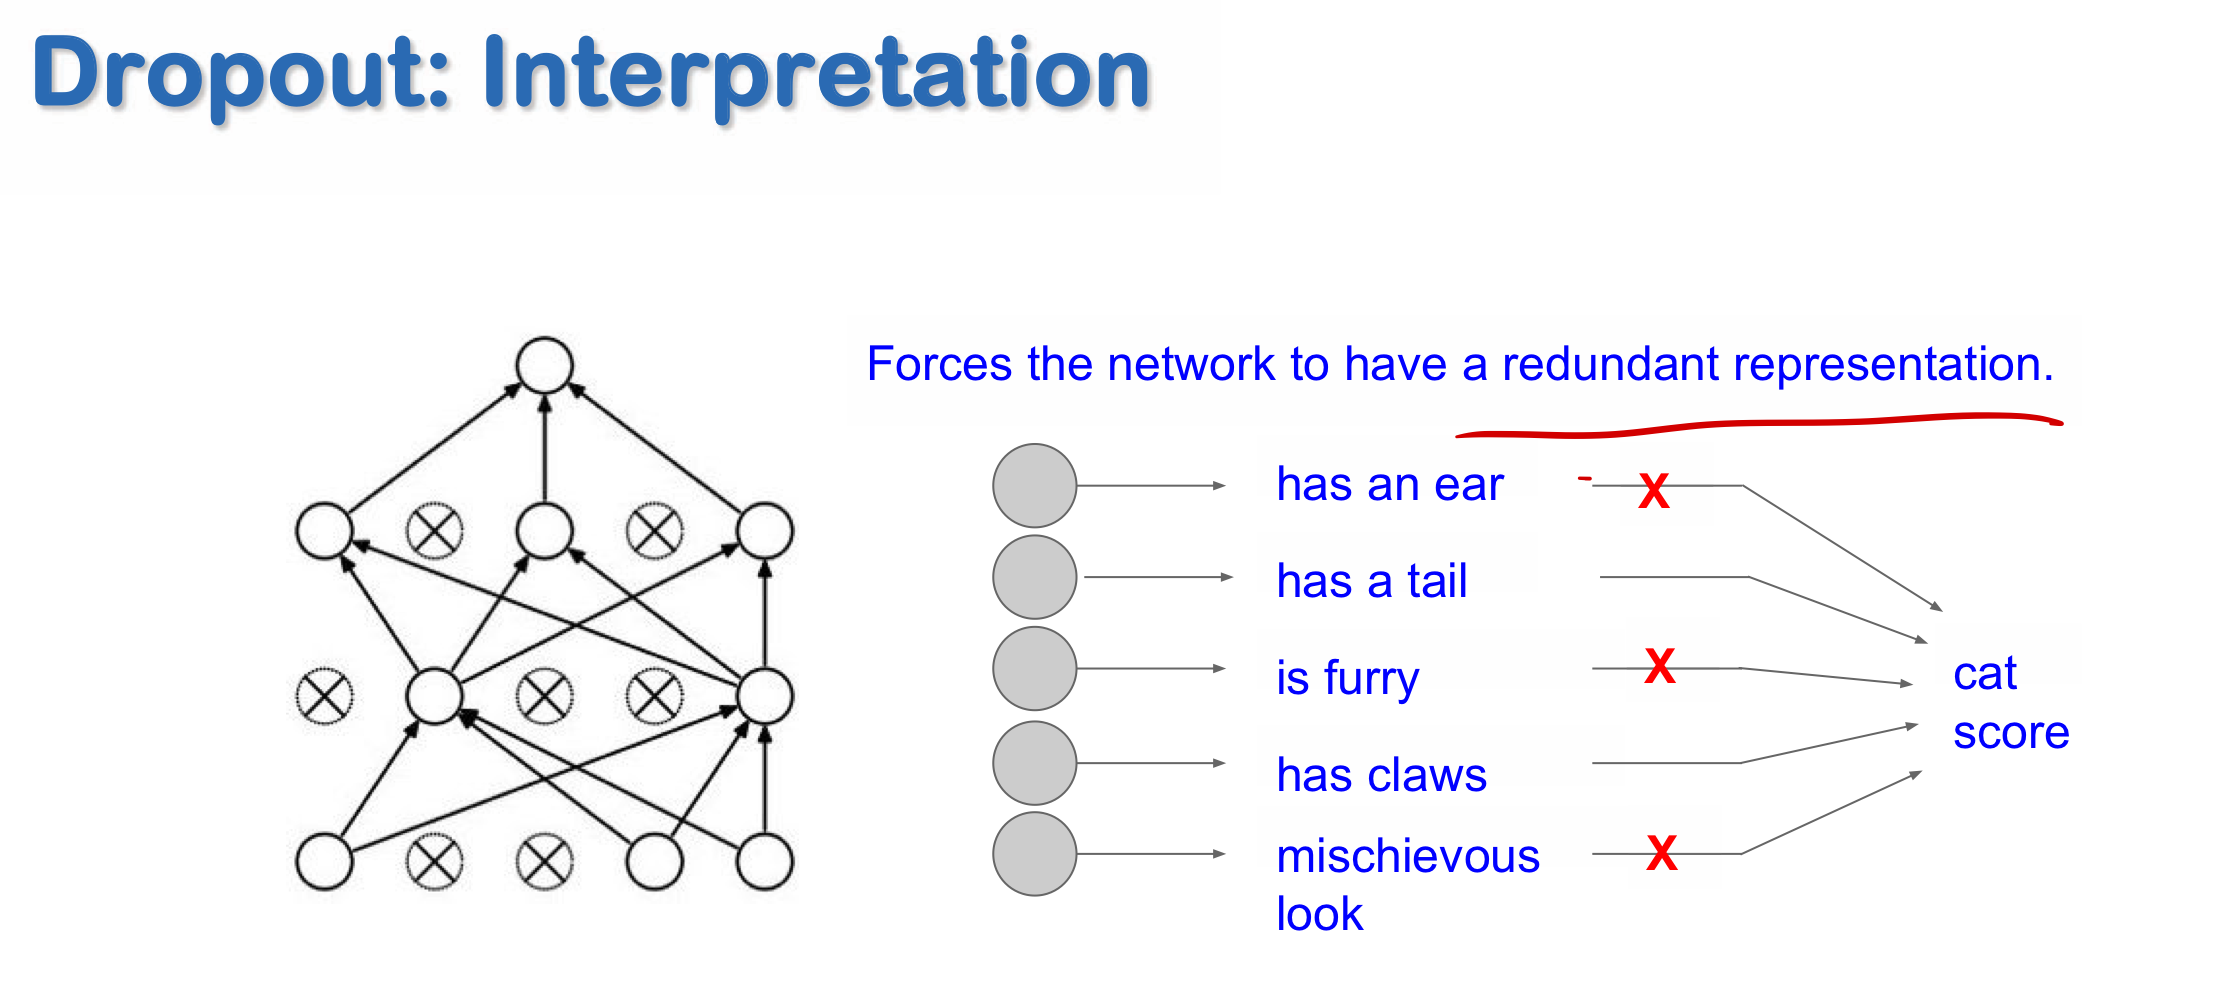 Dropout: Interpretation
Forces the network to have a redundant representation.
has an ear
X
has a tail
is furry
X
has claws
mischievous
look
X
cat
score